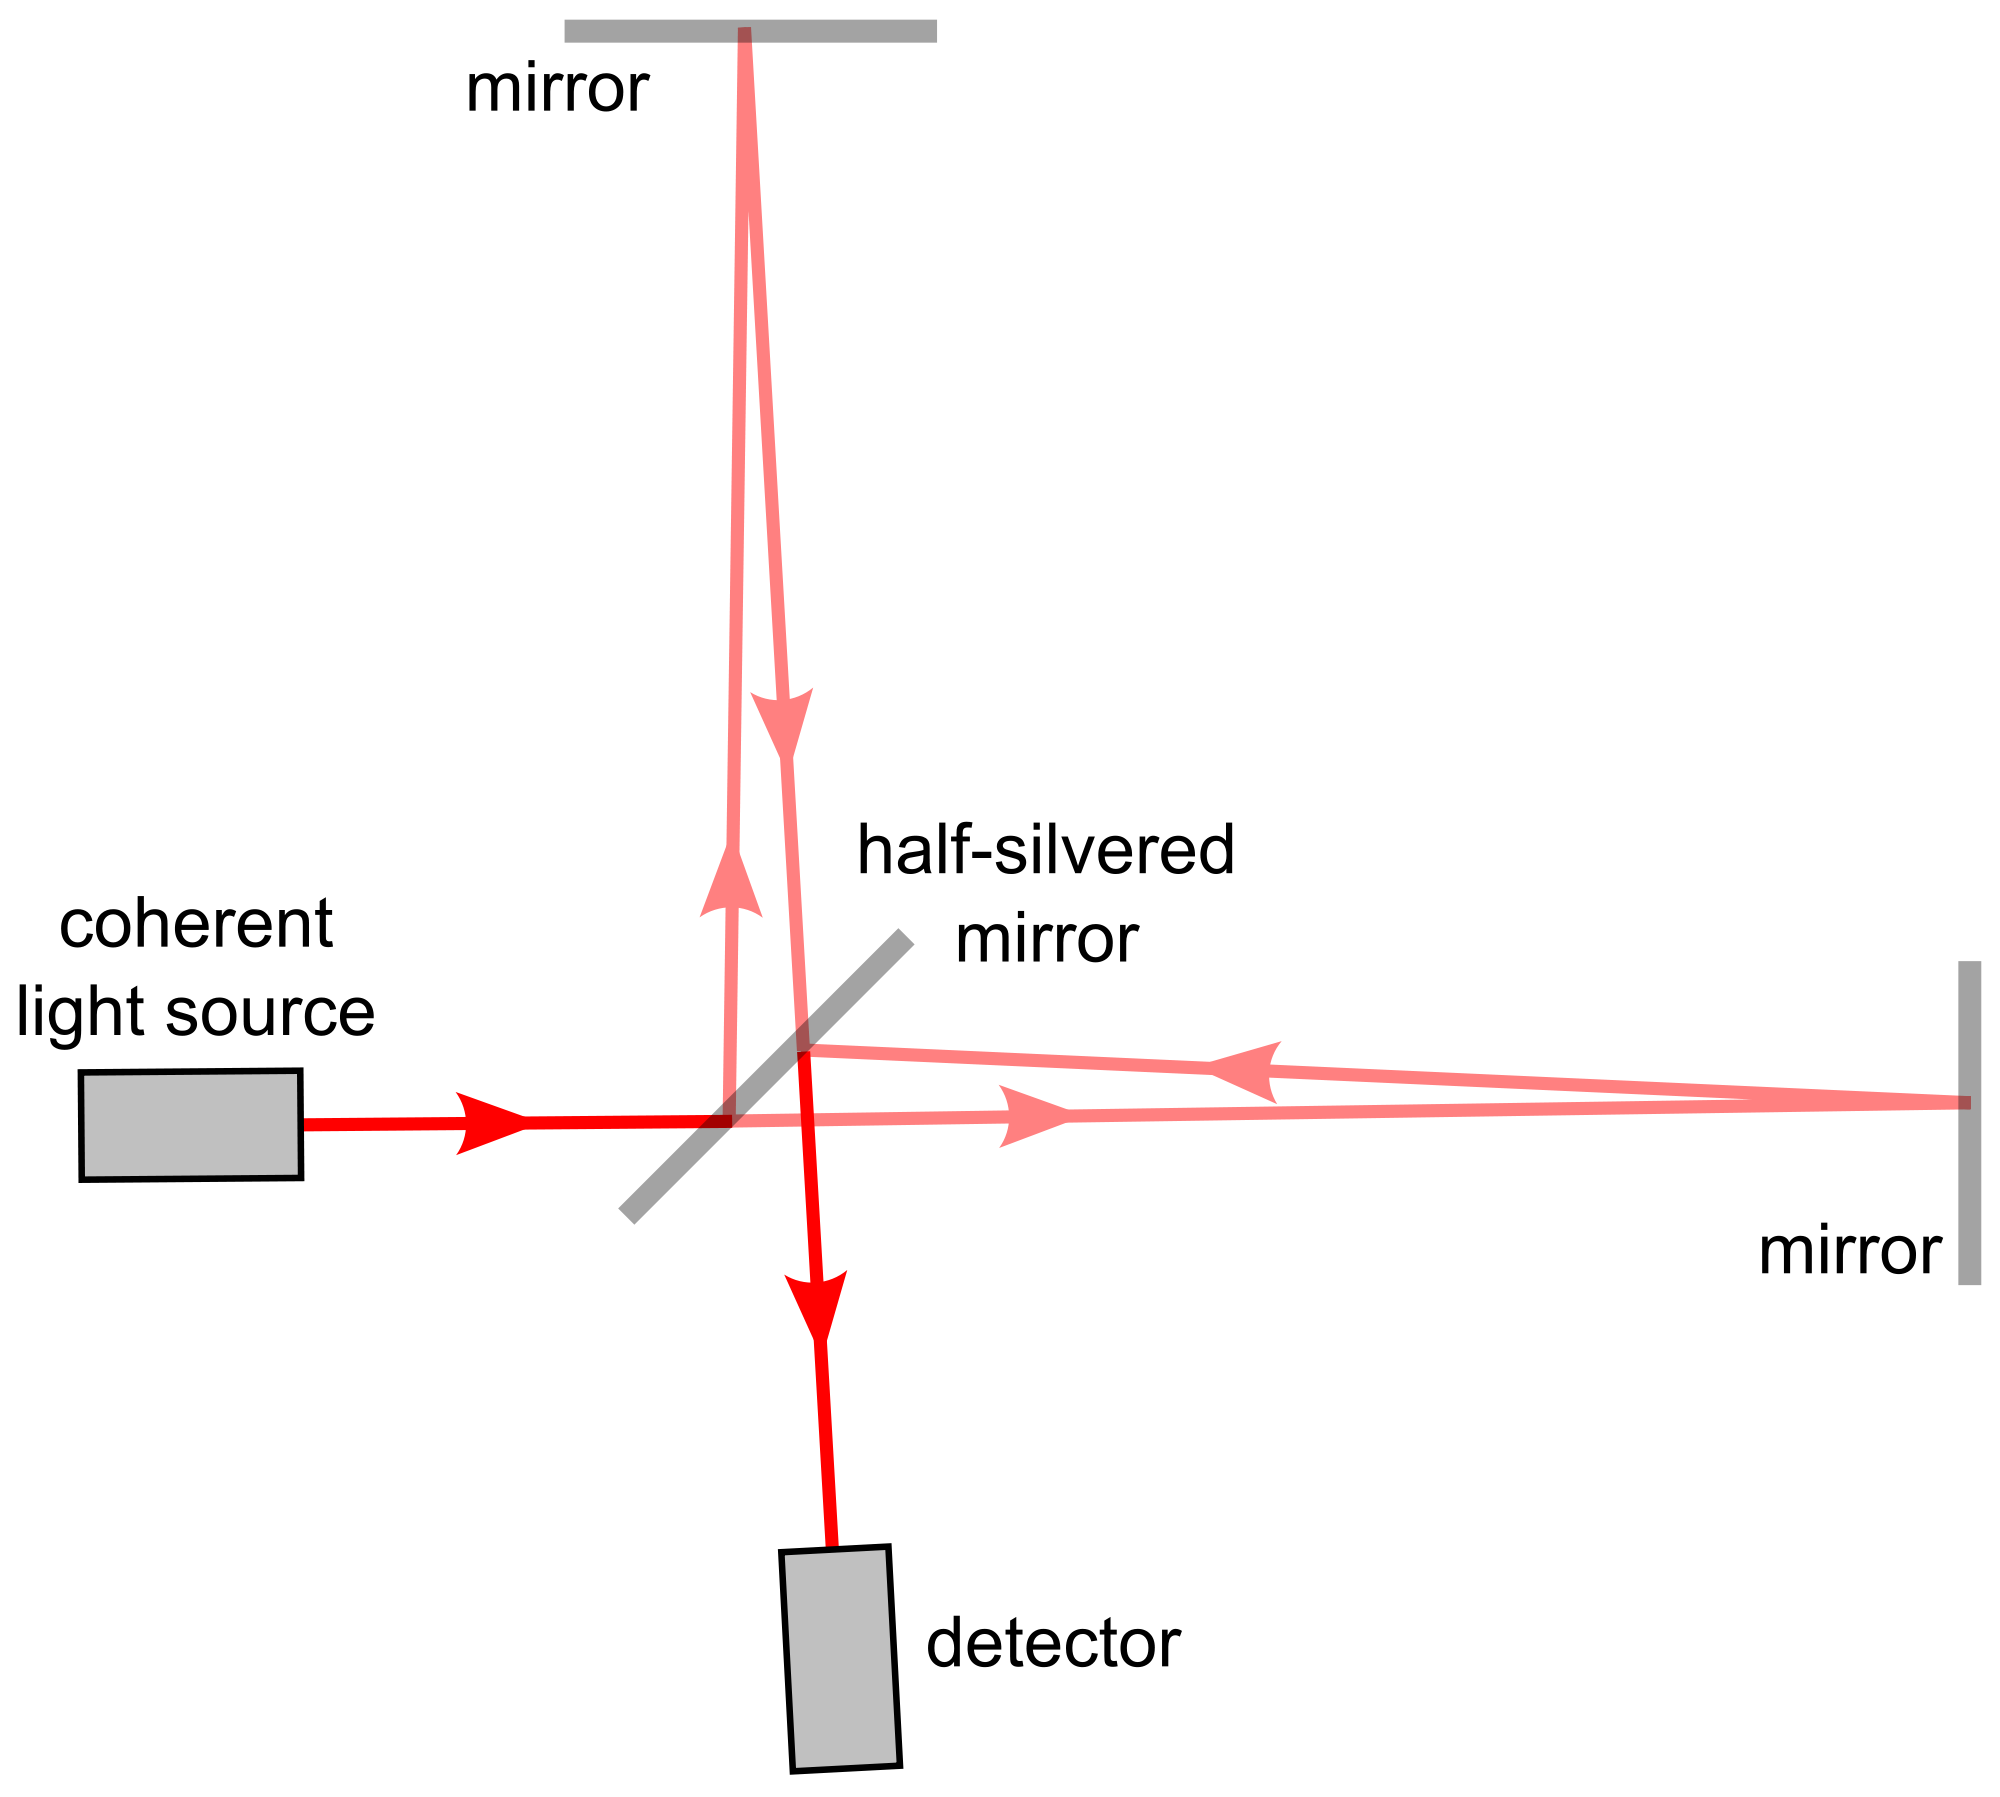 mirror
half-silvered
mirror
coherent
light source
mirror
detector